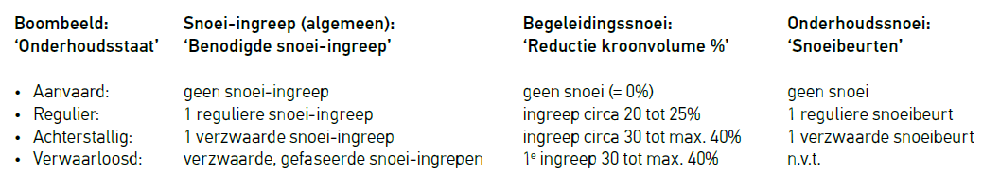 Boombeeld: Snoei-ingreep (algemeen): Begeleidingssnoei: Onderhoudssnoei:
‘Onderhoudsstaat’ ‘Benodigde snoei-ingreep’ ‘Reductie kroonvolume %’ ‘Snoeibeurten’
• Aanvaard: geen snoei-ingreep geen snoei (= 0%) geen snoei
• Regulier: 1 reguliere snoei-ingreep ingreep circa 20 tot 25% 1 reguliere snoeibeurt
• Achterstallig: 1 verzwaarde snoei-ingreep ingreep circa 30 tot max. 40% 1 verzwaarde snoeibeurt
• Verwaarloosd: verzwaarde, gefaseerde snoei-ingrepen 1e ingreep 30 tot max. 40% n.v.t.